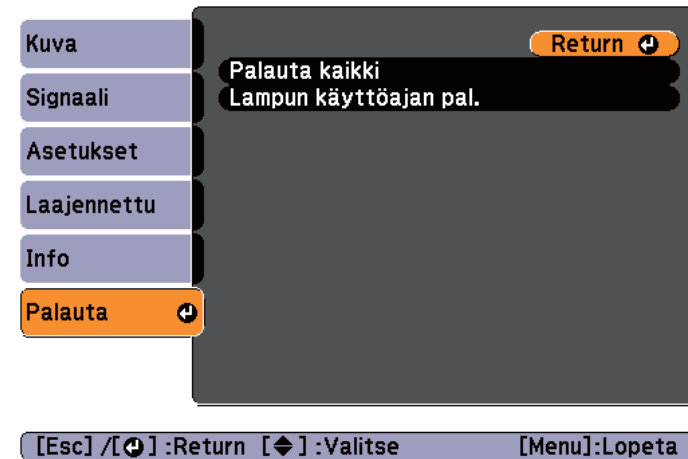 Kuva
Signaali
Asetukset
Laajennettu
Info
Palauta
Return
Palauta kaikki
Lampun käyttöajan pal.
[Esc] /[ ] :Return [ ] :Valitse [Menu]:Lopeta